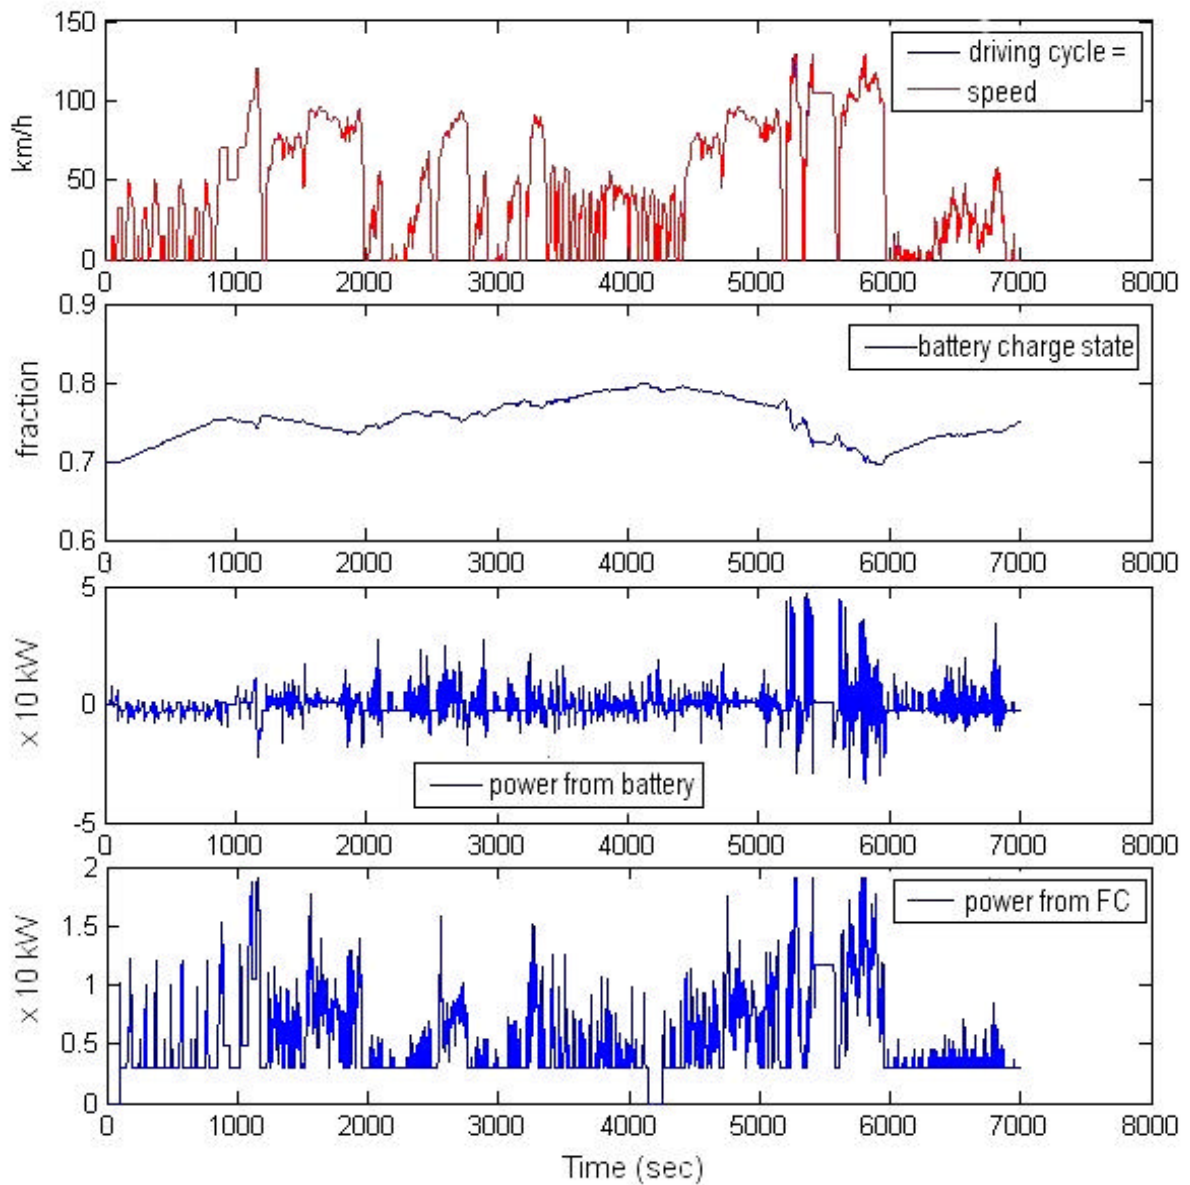 150
100
50
0
km/h
driving cycle =
speed
0 1000 2000 3000 4000 5000 6000 7000 8000
0.9
0.8
0.7
0.6
fraction
battery charge state
0 1000 2000 3000 4000 5000 6000 7000 8000
5
0
-5
x 10 kW
power from battery
0 1000 2000 3000 4000 5000 6000 7000 8000
2
1.5
1
0.5
0
x 10 kW
power from FC
0 1000 2000 3000 4000 5000 6000 7000 8000
Time (sec)